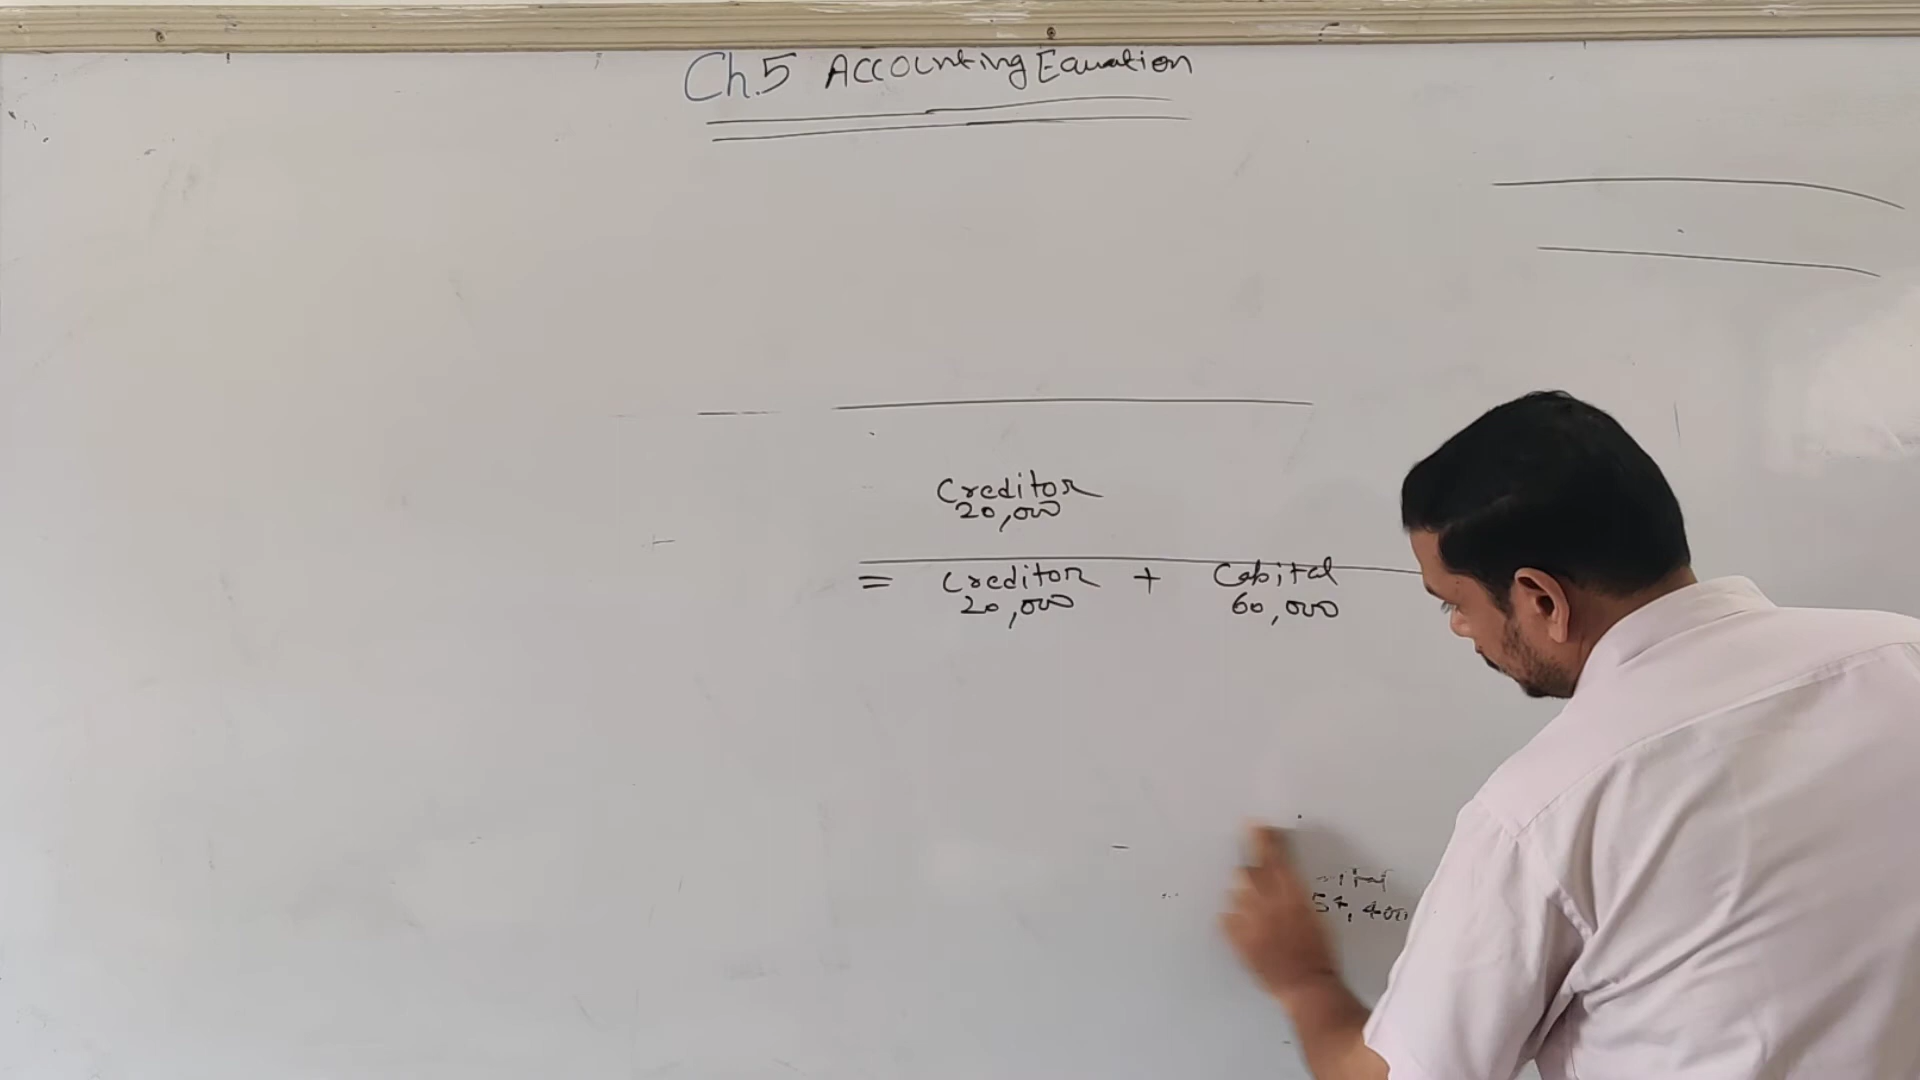 Ch.5 Accounting Equation
Creditor
20,000
= Creditor + Capital
20,000 60,000